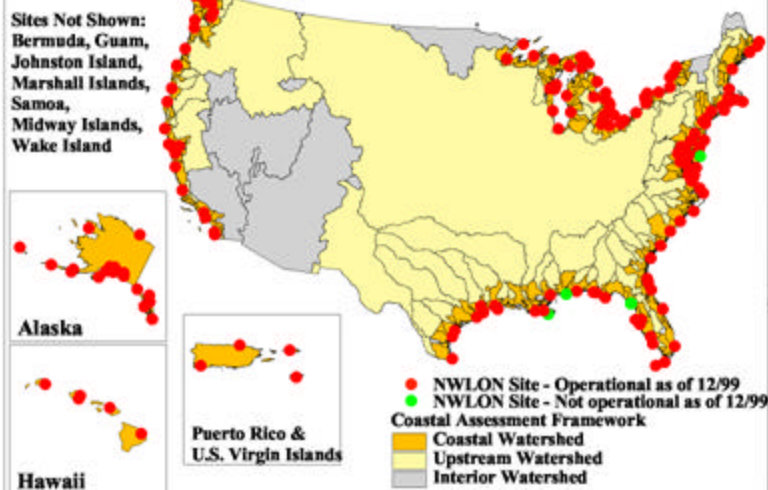 Sites Not Shown:
Bermuda, Guam,
Johnston Island,
Marshall Islands,
Samoa,
Midway Islands,
Wake Island
Alaska
Hawaii
Puerto Rico &
U.S. Virgin Islands
NWLON Site - Operational as of 12/99
NWLON Site - Not operational as of 12/99
Coastal Assessment Framework
Coastal Watershed
Upstream Watershed
Interior Watershed